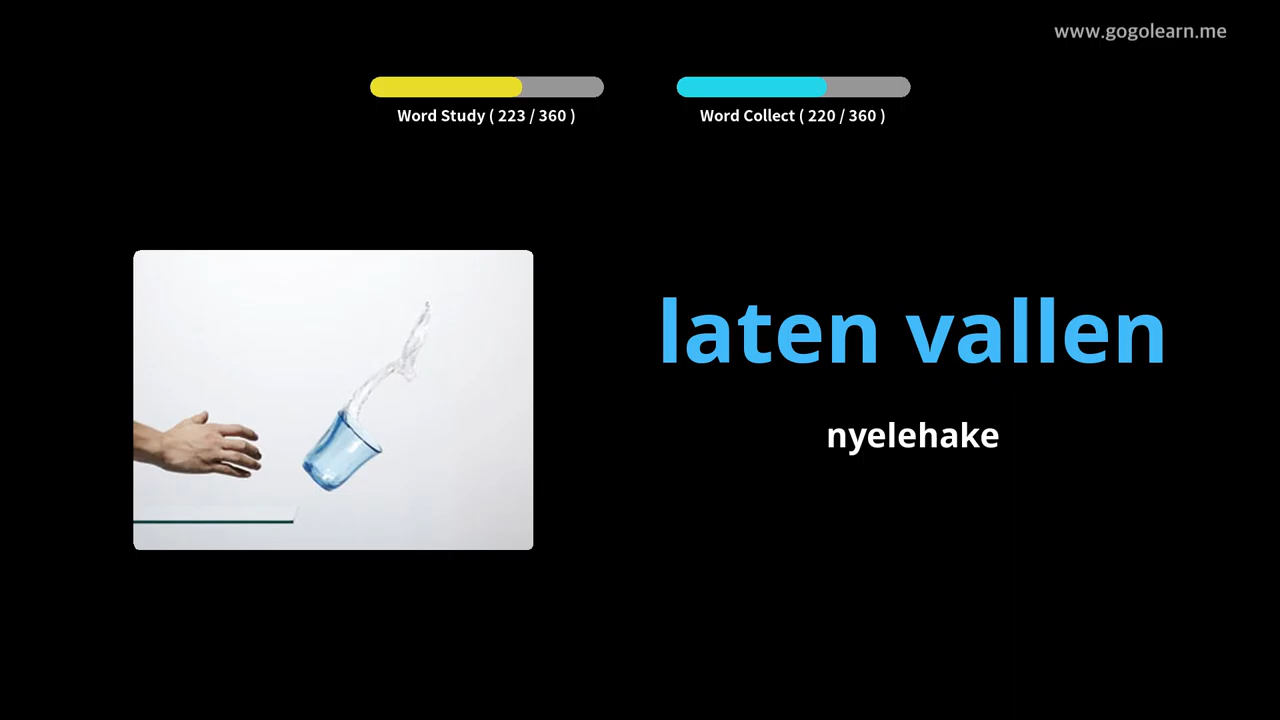 www.gogolearn.me
Word Study ( 223 / 360 )
Word Collect ( 220 / 360 )
laten vallen
nyelehake